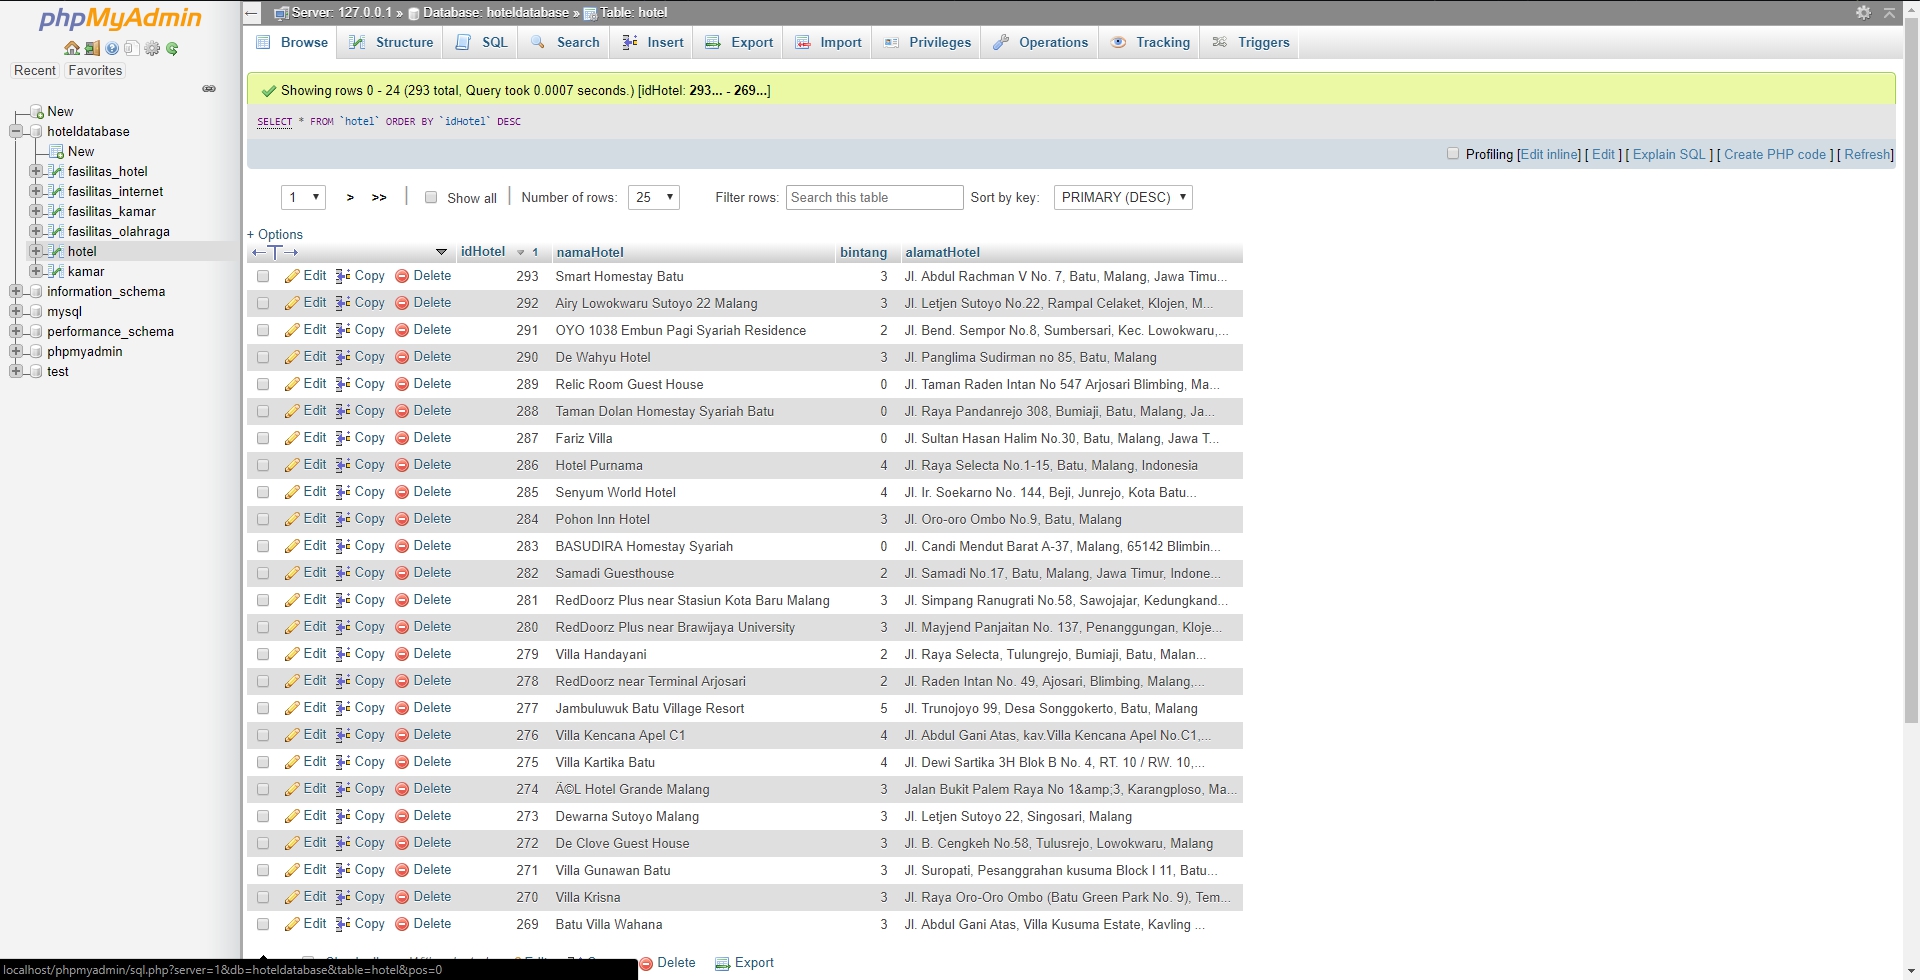 phpMyAdmin
Recent Favorites
New
hoteldatabase
New
fasilitas_hotel
fasilitas_internet
fasilitas_kamar
fasilitas_olahraga
hotel
kamar
information_schema
mysql
performance_schema
phpmyadmin
test
Server: 127.0.0.1 » Database: hoteldatabase » Table: hotel
Browse Structure SQL Search Insert Export Import Privileges Operations Tracking Triggers
Showing rows 0 - 24 (293 total, Query took 0.0007 seconds.) [idHotel: 293... - 269...]
SELECT * FROM `hotel` ORDER BY `idHotel` DESC
Profiling [Edit inline] [ Edit ] [ Explain SQL ] [ Create PHP code ] [ Refresh]
1 > >> | Show all | Number of rows: 25 Filter rows: Search this table Sort by key: PRIMARY (DESC)
+ Options
←T→ idHotel 1 namaHotel bintang alamatHotel
Edit Copy Delete 293 Smart Homestay Batu 3 Jl. Abdul Rachman V No. 7, Batu, Malang, Jawa Timu...
Edit Copy Delete 292 Airy Lowokwaru Sutoyo 22 Malang 3 Jl. Letjen Sutoyo No.22, Rampal Celaket, Klojen, M...
Edit Copy Delete 291 OYO 1038 Embun Pagi Syariah Residence 2 Jl. Bend. Sempor No.8, Sumbersari, Kec. Lowokwaru,...
Edit Copy Delete 290 De Wahyu Hotel 3 Jl. Panglima Sudirman no 85, Batu, Malang
Edit Copy Delete 289 Relic Room Guest House 0 Jl. Taman Raden Intan No 547 Arjosari Blimbing, Ma...
Edit Copy Delete 288 Taman Dolan Homestay Syariah Batu 0 Jl. Raya Pandanrejo 308, Bumiaji, Batu, Malang, Ja...
Edit Copy Delete 287 Fariz Villa 0 Jl. Sultan Hasan Halim No.30, Batu, Malang, Jawa T...
Edit Copy Delete 286 Hotel Purnama 4 Jl. Raya Selecta No.1-15, Batu, Malang, Indonesia
Edit Copy Delete 285 Senyum World Hotel 4 Jl. Ir. Soekarno No. 144, Beji, Junrejo, Kota Batu...
Edit Copy Delete 284 Pohon Inn Hotel 3 Jl. Oro-oro Ombo No.9, Batu, Malang
Edit Copy Delete 283 BASUDIRA Homestay Syariah 0 Jl. Candi Mendut Barat A-37, Malang, 65142 Blimbin...
Edit Copy Delete 282 Samadi Guesthouse 2 Jl. Samadi No.17, Batu, Malang, Jawa Timur, Indone...
Edit Copy Delete 281 RedDoorz Plus near Stasiun Kota Baru Malang 3 Jl. Simpang Ranugrati No.58, Sawojajar, Kedungkand...
Edit Copy Delete 280 RedDoorz Plus near Brawijaya University 3 Jl. Mayjend Panjaitan No. 137, Penanggungan, Kloje...
Edit Copy Delete 279 Villa Handayani 2 Jl. Raya Selecta, Tulungrejo, Bumiaji, Batu, Malan...
Edit Copy Delete 278 RedDoorz near Terminal Arjosari 2 Jl. Raden Intan No. 49, Ajosari, Blimbing, Malang,...
Edit Copy Delete 277 Jambuluwuk Batu Village Resort 5 Jl. Trunojoyo 99, Desa Songgokerto, Batu, Malang
Edit Copy Delete 276 Villa Kencana Apel C1 4 Jl. Abdul Gani Atas, kav.Villa Kencana Apel No.C1,...
Edit Copy Delete 275 Villa Kartika Batu 4 Jl. Dewi Sartika 3H Blok B No. 4, RT. 10 / RW. 10,...
Edit Copy Delete 274 Ä©L Hotel Grande Malang 3 Jalan Bukit Palem Raya No 1&amp;3, Karangploso, Ma...
Edit Copy Delete 273 Dewarna Sutoyo Malang 3 Jl. Letjen Sutoyo 22, Singosari, Malang
Edit Copy Delete 272 De Clove Guest House 3 Jl. B. Cengkeh No.58, Tulusrejo, Lowokwaru, Malang
Edit Copy Delete 271 Villa Gunawan Batu 3 Jl. Suropati, Pesanggrahan kusuma Block I 11, Batu...
Edit Copy Delete 270 Villa Krisna 3 Jl. Raya Oro-Oro Ombo (Batu Green Park No. 9), Tem...
Edit Copy Delete 269 Batu Villa Wahana 3 Jl. Abdul Gani Atas, Villa Kusuma Estate, Kavling ...
Delete Export
localhost/phpmyadmin/sql.php?server=1&db=hoteldatabase&table=hotel&pos=0